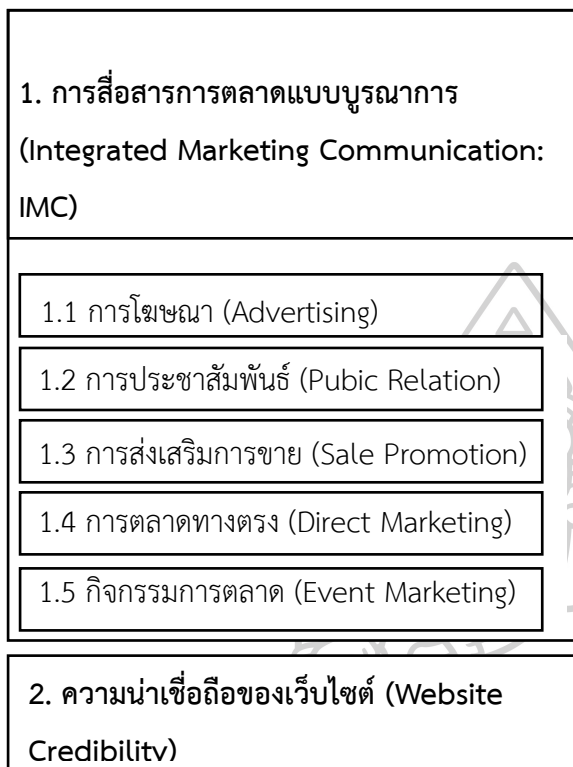 1. การสื่อสารการตลาดแบบบูรณาการ
(Integrated Marketing Communication:
IMC)
1.1 การโฆษณา (Advertising)
1.2 การประชาสัมพันธ์ (Pubic Relation)
1.3 การส่งเสริมการขาย (Sale Promotion)
1.4 การตลาดทางตรง (Direct Marketing)
1.5 กิจกรรมการตลาด (Event Marketing)
2. ความน่าเชื่อถือของเว็บไซต์ (Website
Credibility)